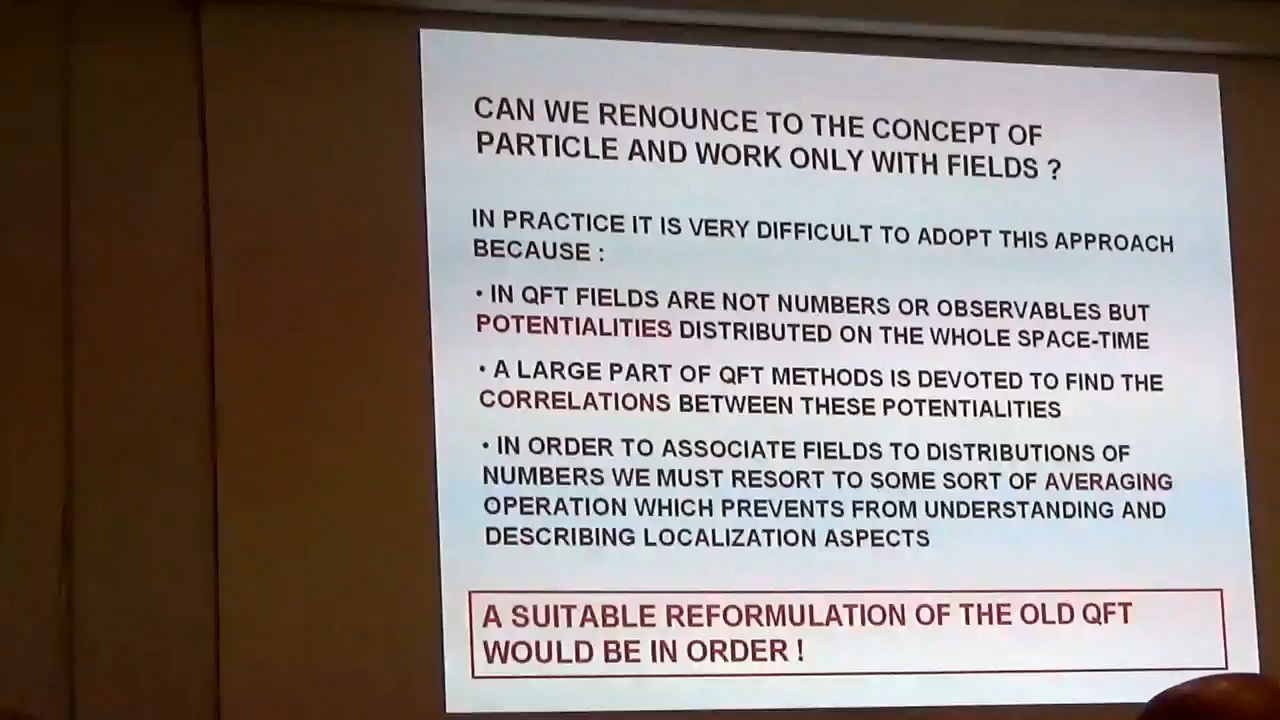 CAN WE RENOUNCE TO THE CONCEPT OF
PARTICLE AND WORK ONLY WITH FIELDS ?
IN PRACTICE IT IS VERY DIFFICULT TO ADOPT THIS APPROACH
BECAUSE :
• IN QFT FIELDS ARE NOT NUMBERS OR OBSERVABLES BUT
POTENTIALITIES DISTRIBUTED ON THE WHOLE SPACE-TIME
• A LARGE PART OF QFT METHODS IS DEVOTED TO FIND THE
CORRELATIONS BETWEEN THESE POTENTIALITIES
• IN ORDER TO ASSOCIATE FIELDS TO DISTRIBUTIONS OF
NUMBERS WE MUST RESORT TO SOME SORT OF AVERAGING
OPERATION WHICH PREVENTS FROM UNDERSTANDING AND
DESCRIBING LOCALIZATION ASPECTS
A SUITABLE REFORMULATION OF THE OLD QFT
WOULD BE IN ORDER !